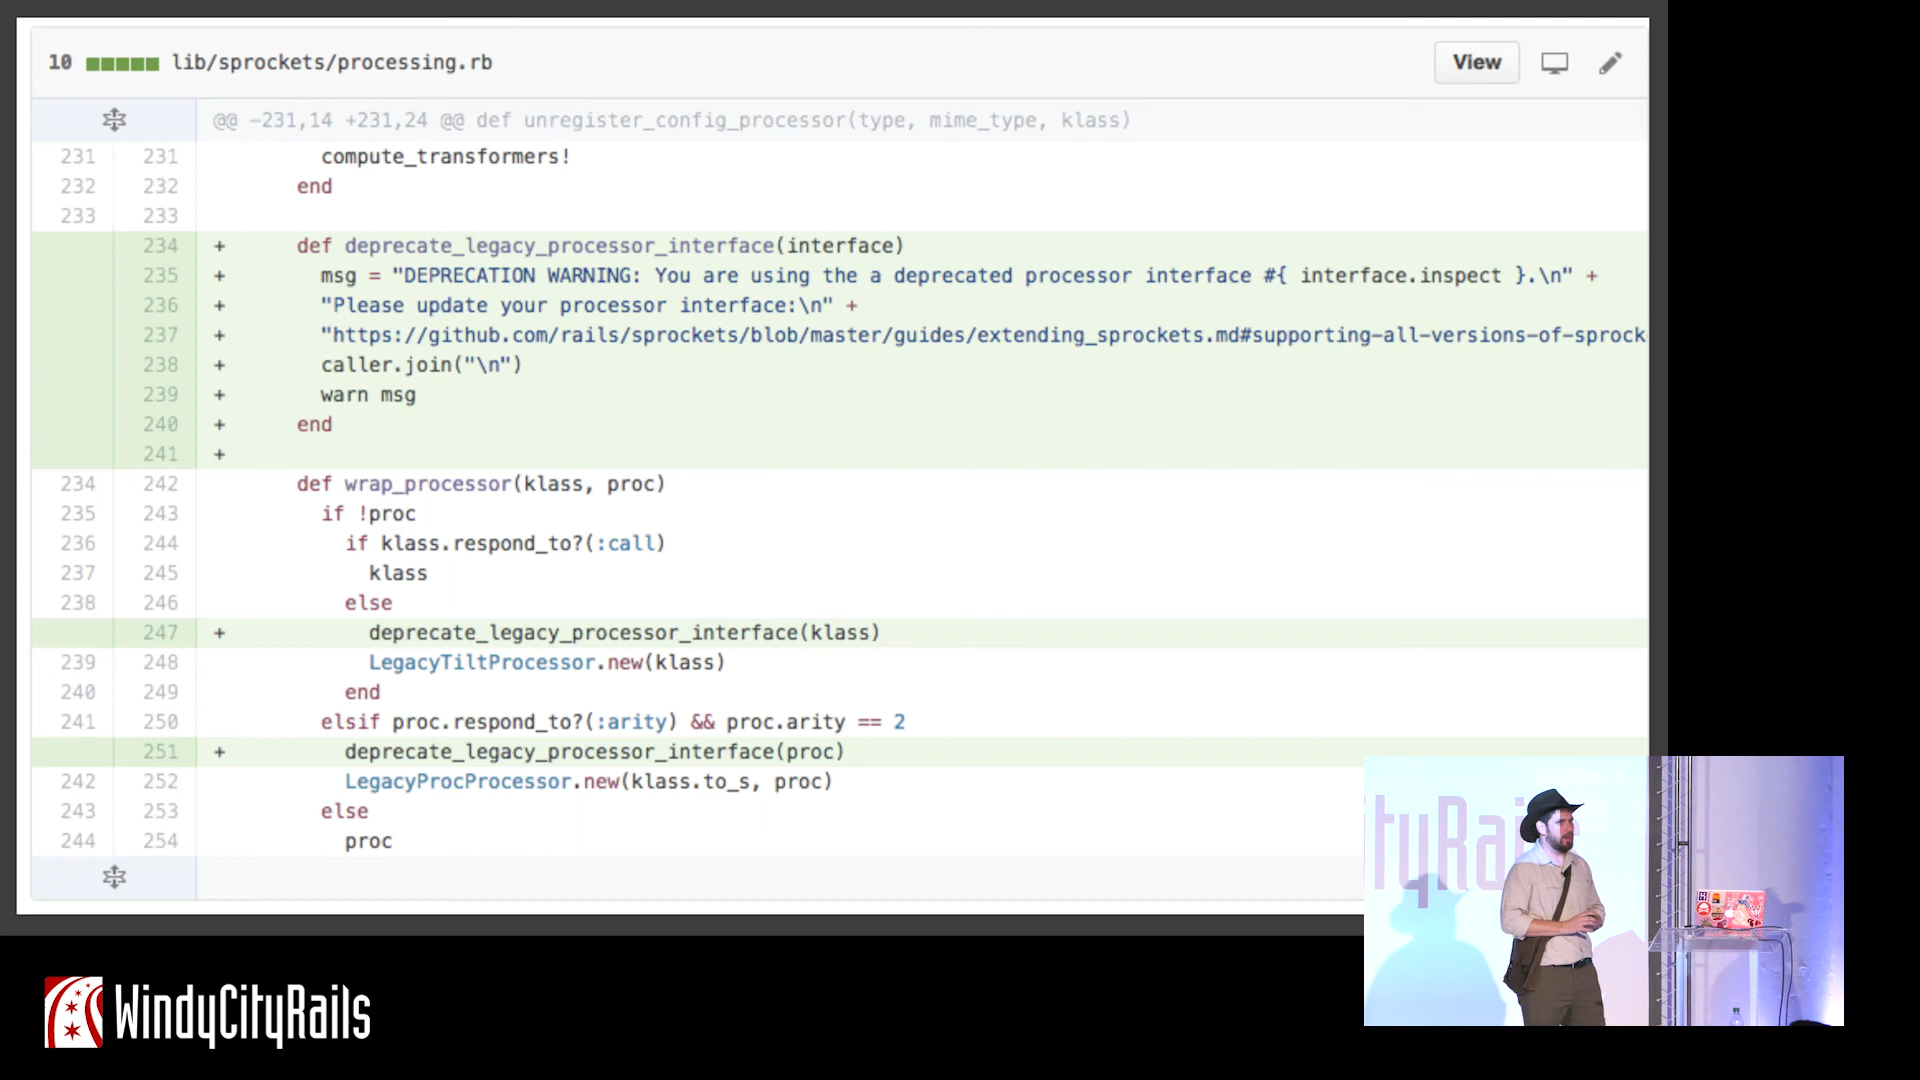 10 lib/sprockets/processing.rb View
@@ -231,14 +231,24 @@ def unregister_config_processor(type, mime_type, klass)
231 231 compute_transformers!
232 232 end
233 233
234 + def deprecate_legacy_processor_interface(interface)
235 + msg = "DEPRECATION WARNING: You are using the a deprecated processor interface #{ interface.inspect }.\n" +
236 + "Please update your processor interface:\n" +
237 + "https://github.com/rails/sprockets/blob/master/guides/extending_sprockets.md#supporting-all-versions-of-sprock
238 + caller.join("\n")
239 + warn msg
240 + end
241 +
234 242 def wrap_processor(klass, proc)
235 243 if !proc
236 244 if klass.respond_to?(:call)
237 245 klass
238 246 else
247 + deprecate_legacy_processor_interface(klass)
239 248 LegacyTiltProcessor.new(klass)
240 249 end
241 250 elsif proc.respond_to?(:arity) && proc.arity == 2
251 + deprecate_legacy_processor_interface(proc)
242 252 LegacyProcProcessor.new(klass.to_s, proc)
243 253 else
244 254 proc
tyRails
WindyCityRails